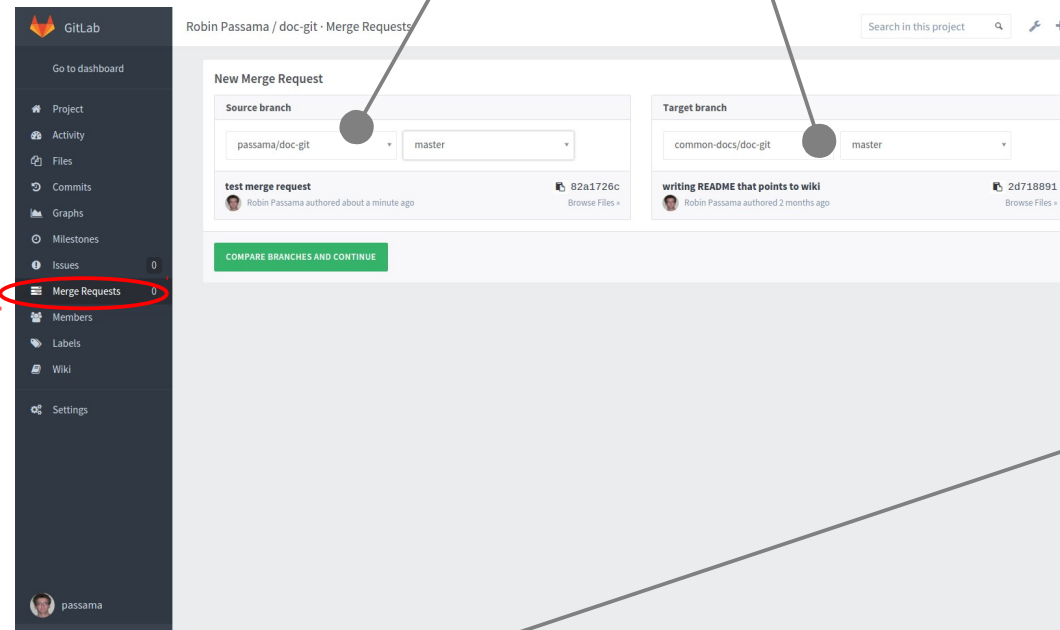 GitLab
Robin Passama / doc-git · Merge Requests
Search in this project
Go to dashboard
Project
Activity
Files
Commits
Graphs
Milestones
Issues 0
Merge Requests 0
Members
Labels
Wiki
Settings
passama
New Merge Request
Source branch
passama/doc-git master
test merge request 82a1726c
Robin Passama authored about a minute ago Browse Files »
Target branch
common-docs/doc-git master
writing README that points to wiki 2d718891
Robin Passama authored 2 months ago Browse Files »
COMPARE BRANCHES AND CONTINUE